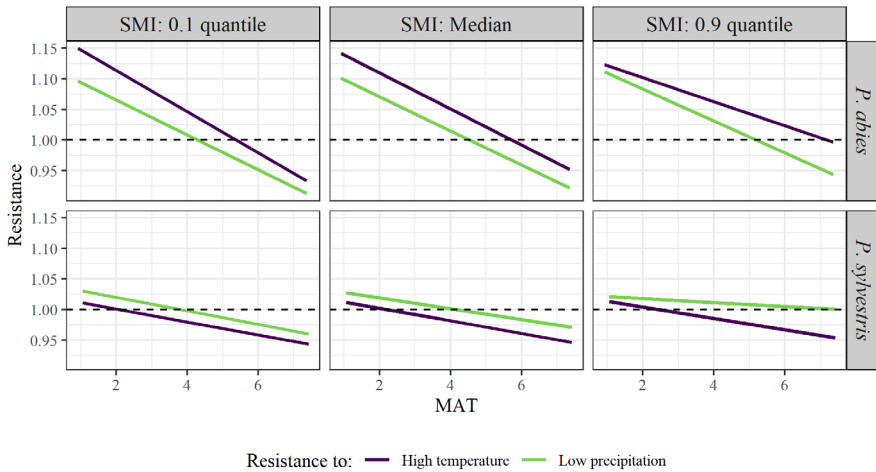 SMI: 0.1 quantile SMI: Median SMI: 0.9 quantile
1.15
1.10
1.05
1.00
0.95
P. abies
Resistance
1.15
1.10
1.05
1.00
0.95
P. sylvestris
2 4 6 2 4 6 2 4 6
MAT
Resistance to: High temperature Low precipitation